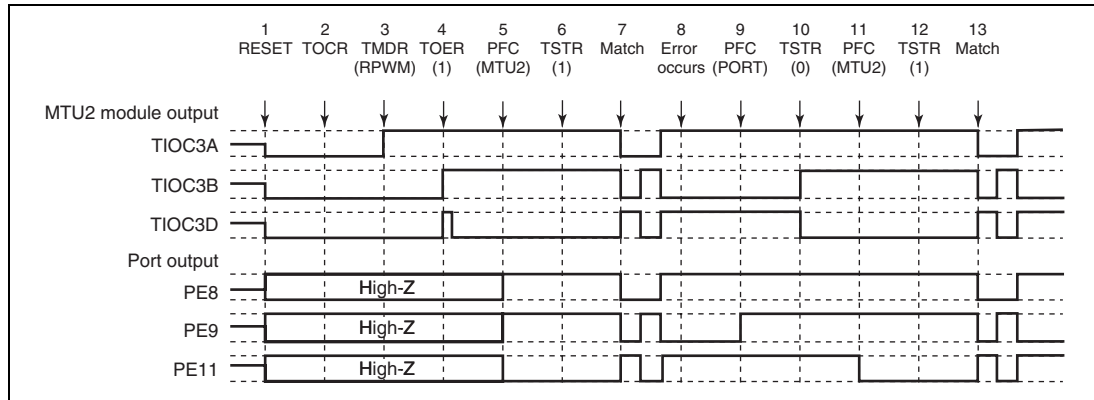 1 2 3 4 5 6 7 8 9 10 11 12 13
RESET TOCR TMDR TOER PFC TSTR Match Error PFC TSTR PFC TSTR Match
(RPWM) (1) (MTU2) (1) occurs (PORT) (0) (MTU2) (1)
MTU2 module output
TIOC3A
TIOC3B
TIOC3D
Port output
PE8 High-Z
PE9 High-Z
PE11 High-Z